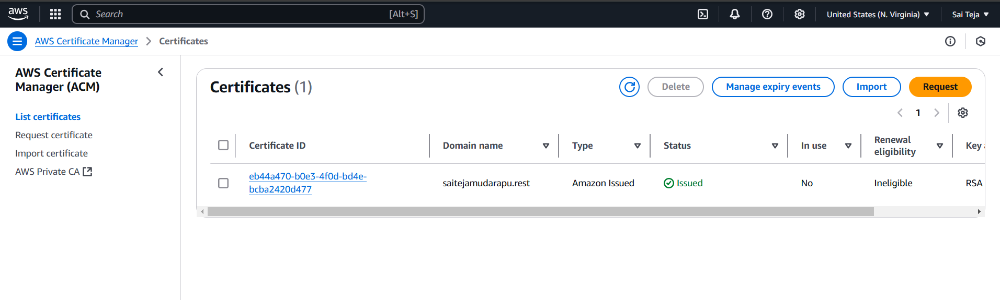 aws
Search [Alt+S]
United States (N. Virginia)
Sai Teja
AWS Certificate Manager > Certificates
AWS Certificate
Manager (ACM)
List certificates
Request certificate
Import certificate
AWS Private CA
Certificates (1)
Delete
Manage expiry events
Import
Request
1
Certificate ID
Domain name
Type
Status
In use
Renewal
eligibility
Key
eb44a470-b0e3-4f0d-bd4e-
bcba2420d477
saitejamudarapu.rest
Amazon Issued
Issued
No
Ineligible
RSA